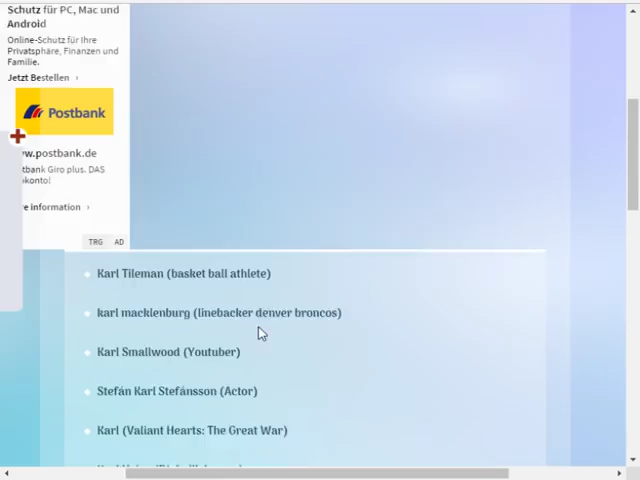 Schutz für PC, Mac und
Android
Online-Schutz für Ihre
Privatsphäre, Finanzen und
Familie.
Jetzt Bestellen ›
Postbank
w.postbank.de
tbank Giro plus. DAS
okonto!
re information ›
TRG AD
Karl Tileman (basket ball athlete)
karl macklenburg (linebacker denver broncos)
Karl Smallwood (Youtuber)
Stefán Karl Stefánsson (Actor)
Karl (Valiant Hearts: The Great War)